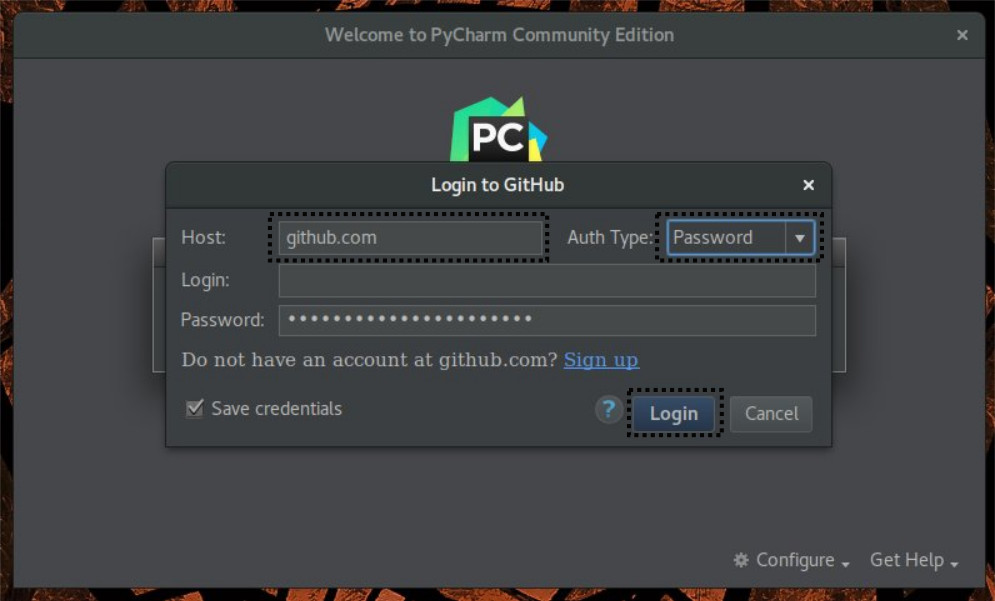 Welcome to PyCharm Community Edition ×
PC
Login to GitHub ×
Host: github.com Auth Type: Password
Login:
Password: ••••••••••••••••••••••
Do not have an account at github.com? Sign up
Save credentials ? Login Cancel
Configure Get Help